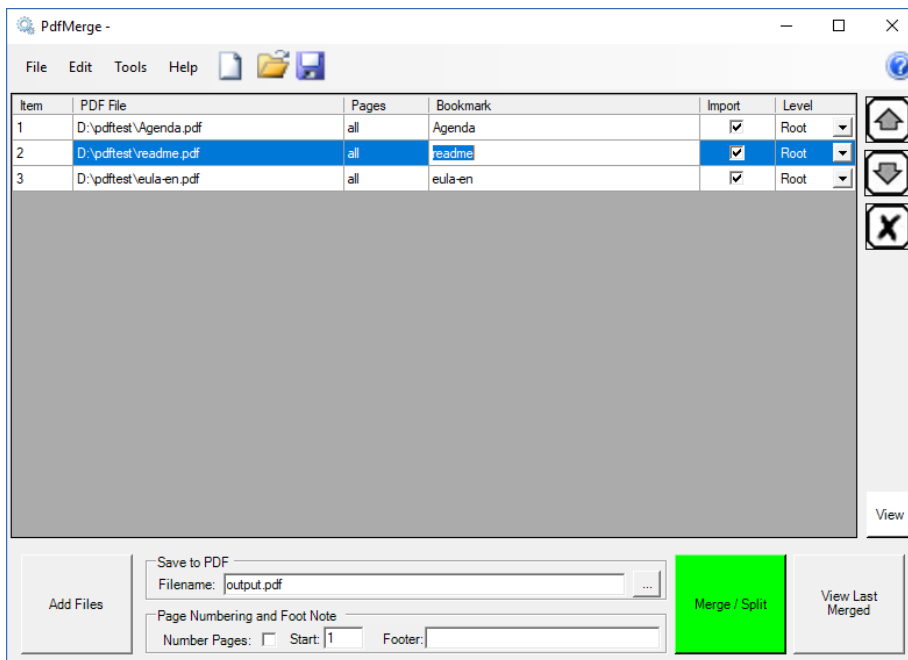 PdfMerge -
File Edit Tools Help
Item PDF File Pages Bookmark Import Level
1 D:\pdftest\Agenda.pdf all Agenda Root
2 D:\pdftest\readme.pdf all readme Root
3 D:\pdftest\eula-en.pdf all eula-en Root
View
Add Files
Save to PDF
Filename: output.pdf ...
Page Numbering and Foot Note
Number Pages: Start: 1 Footer:
Merge / Split
View Last
Merged